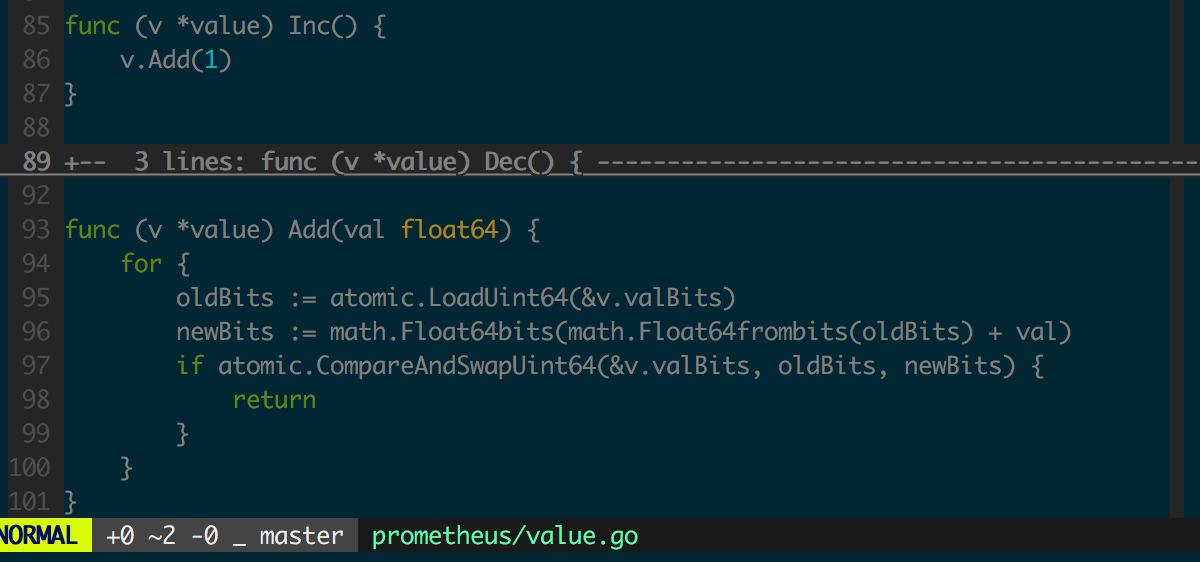 85 func (v *value) Inc() {
86     v.Add(1)
87 }
88
89 +--  3 lines: func (v *value) Dec() { -------------------------------------------
92
93 func (v *value) Add(val float64) {
94     for {
95         oldBits := atomic.LoadUint64(&v.valBits)
96         newBits := math.Float64bits(math.Float64frombits(oldBits) + val)
97         if atomic.CompareAndSwapUint64(&v.valBits, oldBits, newBits) {
98             return
99         }
100     }
101 }
NORMAL +0 ~2 -0 _ master prometheus/value.go